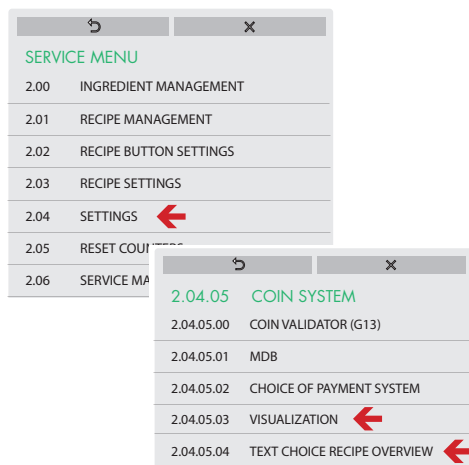 SERVICE MENU
2.00 INGREDIENT MANAGEMENT
2.01 RECIPE MANAGEMENT
2.02 RECIPE BUTTON SETTINGS
2.03 RECIPE SETTINGS
2.04 SETTINGS
2.05 RESET
2.06 SERVICE
2.04.05 COIN SYSTEM
2.04.05.00 COIN VALIDATOR (G13)
2.04.05.01 MDB
2.04.05.02 CHOICE OF PAYMENT SYSTEM
2.04.05.03 VISUALIZATION
2.04.05.04 TEXT CHOICE RECIPE OVERVIEW